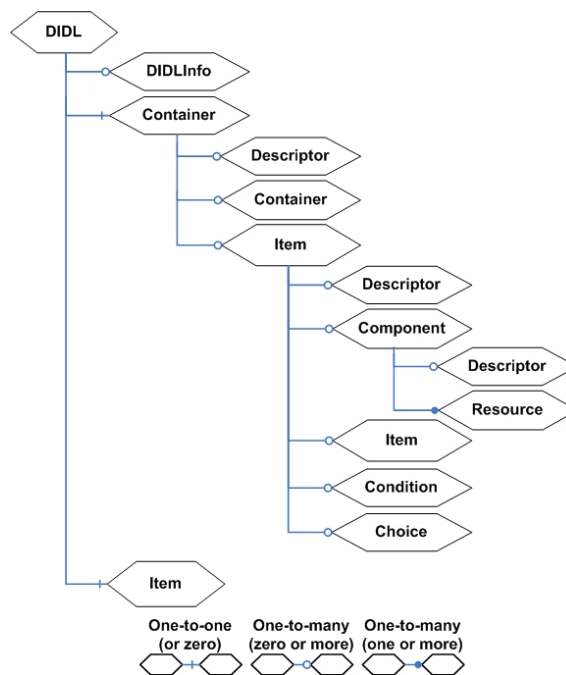 DIDL
DIDLInfo
Container
Descriptor
Container
Item
Descriptor
Component
Descriptor
Resource
Item
Condition
Choice
Item
One-to-one
(or zero)
One-to-many
(zero or more)
One-to-many
(one or more)